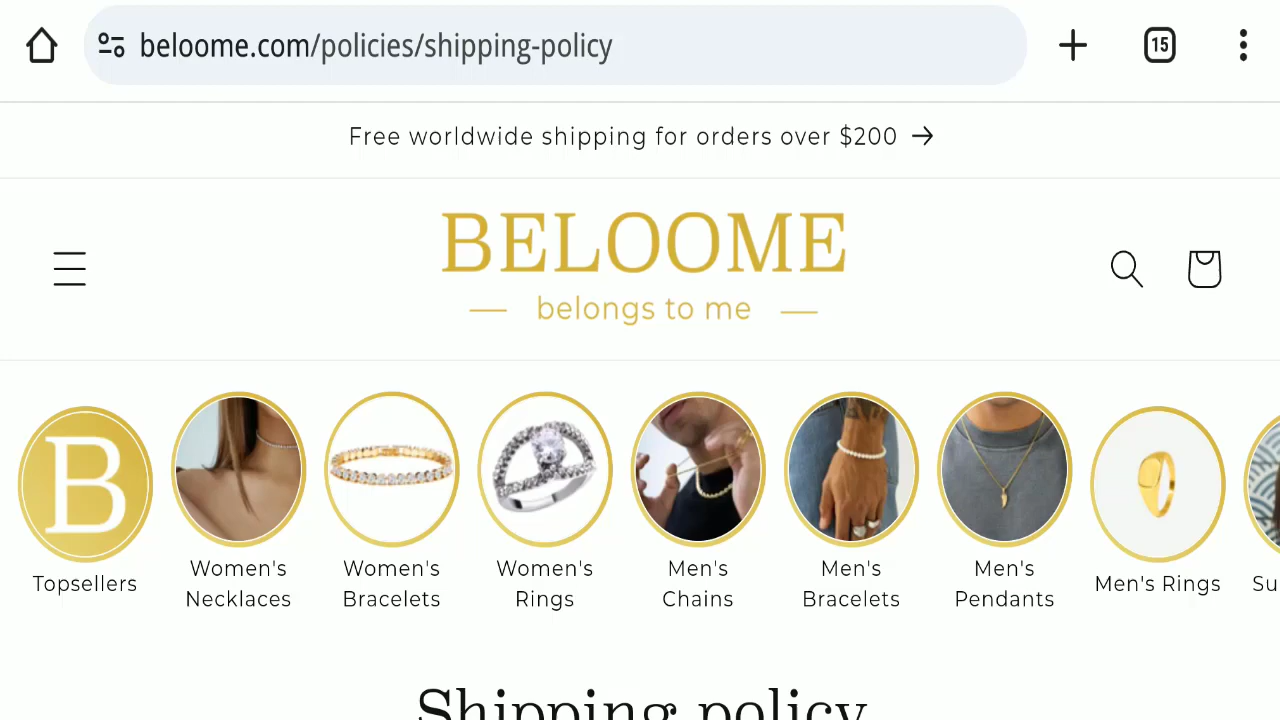 beloome.com/policies/shipping-policy
15
Free worldwide shipping for orders over $200 →
BELOOME
belongs to me
B
Topsellers
Women's
Necklaces
Women's
Bracelets
Women's
Rings
Men's
Chains
Men's
Bracelets
Men's
Pendants
Men's Rings
Su
Shipping policy